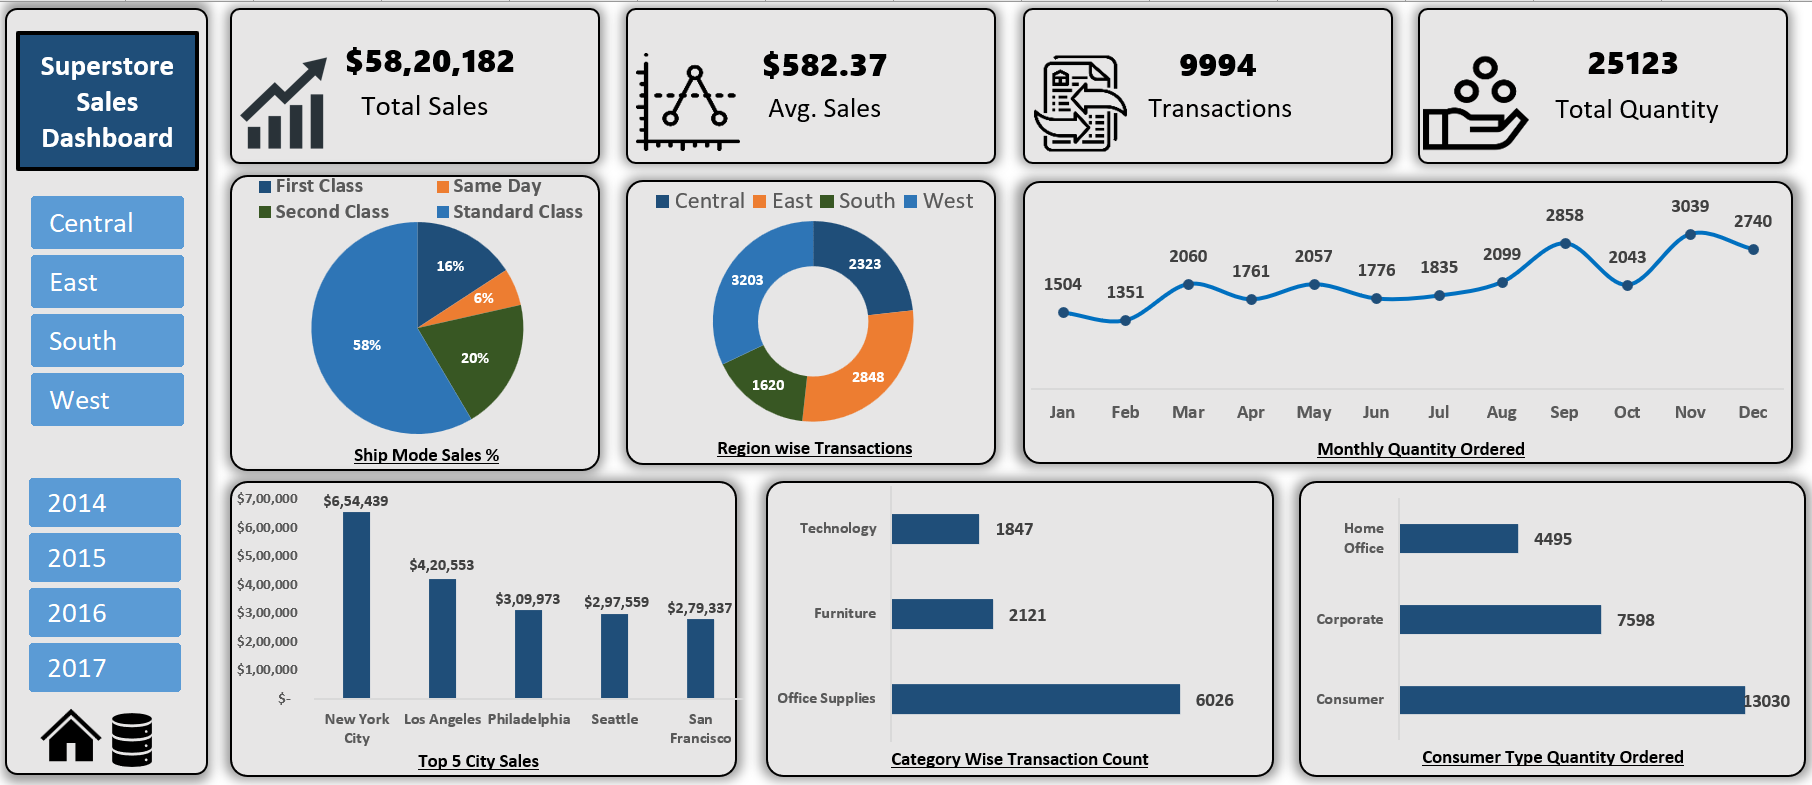 Superstore
Sales
Dashboard
Central
East
South
West
2014
2015
2016
2017
$58,20,182
Total Sales
$582.37
Avg. Sales
9994
Transactions
25123
Total Quantity
First Class
Same Day
Second Class
Standard Class
16%
6%
20%
58%
Ship Mode Sales %
Central East South West
2323
2848
1620
3203
Region wise Transactions
1504
1351
2060
1761
2057
1776
1835
2099
2858
2043
3039
2740
Jan Feb Mar Apr May Jun Jul Aug Sep Oct Nov Dec
Monthly Quantity Ordered
$7,00,000
$6,00,000
$5,00,000
$4,00,000
$3,00,000
$2,00,000
$1,00,000
$-
$6,54,439
$4,20,553
$3,09,973
$2,97,559
$2,79,337
New York
City
Los Angeles
Philadelphia
Seattle
San
Francisco
Top 5 City Sales
Technology
1847
Furniture
2121
Office Supplies
6026
Category Wise Transaction Count
Home
Office
4495
Corporate
7598
Consumer
13030
Consumer Type Quantity Ordered